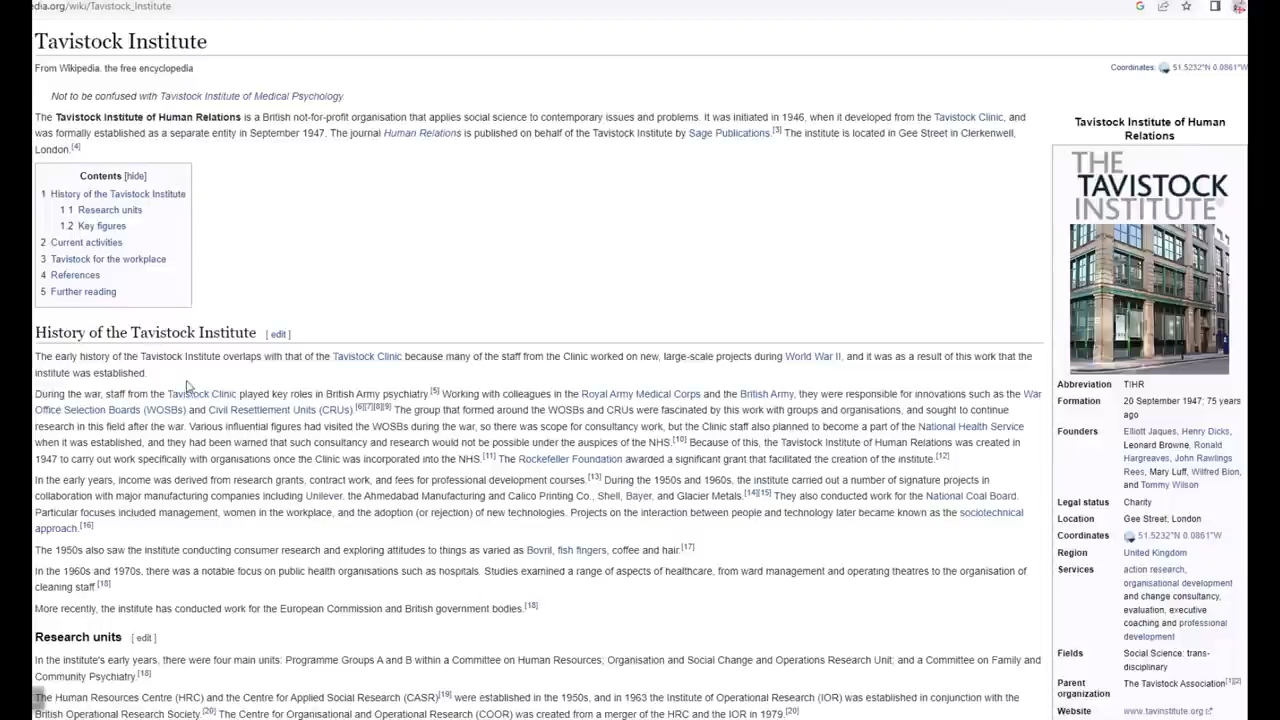 edia.org/wiki/Tavistock_Institute
Tavistock Institute
From Wikipedia, the free encyclopedia
Coordinates: 51.5232°N 0.0861°W
Not to be confused with Tavistock Institute of Medical Psychology.
The Tavistock Institute of Human Relations is a British not-for-profit organisation that applies social science to contemporary issues and problems. It was initiated in 1946, when it developed from the Tavistock Clinic, and
was formally established as a separate entity in September 1947. The journal Human Relations is published on behalf of the Tavistock Institute by Sage Publications.[3] The institute is located in Gee Street in Clerkenwell,
London.[4]
Contents [hide]
1 History of the Tavistock Institute
1.1 Research units
1.2 Key figures
2 Current activities
3 Tavistock for the workplace
4 References
5 Further reading
History of the Tavistock Institute [ edit ]
The early history of the Tavistock Institute overlaps with that of the Tavistock Clinic because many of the staff from the Clinic worked on new, large-scale projects during World War II, and it was as a result of this work that the
institute was established.
During the war, staff from the Tavistock Clinic played key roles in British Army psychiatry.[5] Working with colleagues in the Royal Army Medical Corps and the British Army, they were responsible for innovations such as the War
Office Selection Boards (WOSBs) and Civil Resettlement Units (CRUs).[6][7][8][9] The group that formed around the WOSBs and CRUs were fascinated by this work with groups and organisations, and sought to continue
research in this field after the war. Various influential figures had visited the WOSBs during the war, so there was scope for consultancy work, but the Clinic staff also planned to become a part of the National Health Service
when it was established, and they had been warned that such consultancy and research would not be possible under the auspices of the NHS.[10] Because of this, the Tavistock Institute of Human Relations was created in
1947 to carry out work specifically with organisations once the Clinic was incorporated into the NHS.[11] The Rockefeller Foundation awarded a significant grant that facilitated the creation of the institute.[12]
In the early years, income was derived from research grants, contract work, and fees for professional development courses.[13] During the 1950s and 1960s, the institute carried out a number of signature projects in
collaboration with major manufacturing companies including Unilever, the Ahmedabad Manufacturing and Calico Printing Co., Shell, Bayer, and Glacier Metals.[14][15] They also conducted work for the National Coal Board.
Particular focuses included management, women in the workplace, and the adoption (or rejection) of new technologies. Projects on the interaction between people and technology later became known as the sociotechnical
approach.[16]
The 1950s also saw the institute conducting consumer research and exploring attitudes to things as varied as Bovril, fish fingers, coffee and hair.[17]
In the 1960s and 1970s, there was a notable focus on public health organisations such as hospitals. Studies examined a range of aspects of healthcare, from ward management and operating theatres to the organisation of
cleaning staff.[18]
More recently, the institute has conducted work for the European Commission and British government bodies.[18]
Research units [ edit ]
In the institute's early years, there were four main units: Programme Groups A and B within a Committee on Human Resources; Organisation and Social Change and Operations Research Unit; and a Committee on Family and
Community Psychiatry.[18]
The Human Resources Centre (HRC) and the Centre for Applied Social Research (CASR)[19] were established in the 1950s, and in 1963 the Institute of Operational Research (IOR) was established in conjunction with the
British Operational Research Society.[20] The Centre for Organisational and Operational Research (COOR) was created from a merger of the HRC and the IOR in 1979.[20]
Tavistock Institute of Human
Relations
THE
TAVISTOCK
INSTITUTE®
Abbreviation TIHR
Formation 20 September 1947; 75 years
ago
Founders Elliott Jaques, Henry Dicks,
Leonard Browne, Ronald
Hargreaves, John Rawlings
Rees, Mary Luff, Wilfred Bion,
and Tommy Wilson
Legal status Charity
Location Gee Street, London
Coordinates 51.5232°N 0.0861°W
Region United Kingdom
Services action research,
organisational development
and change consultancy,
evaluation, executive
coaching and professional
development
Fields Social Science: trans-
disciplinary
Parent The Tavistock Association[1][2]
organization
Website www.tavinstitute.org